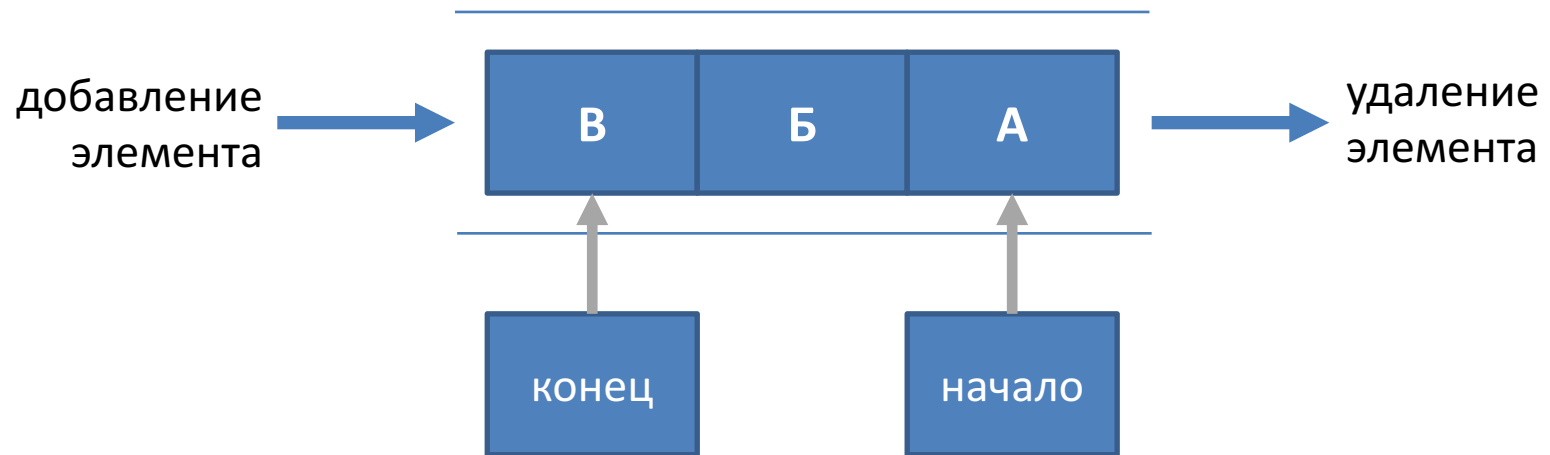 добавление
элемента
В
Б
А
удаление
элемента
конец
начало